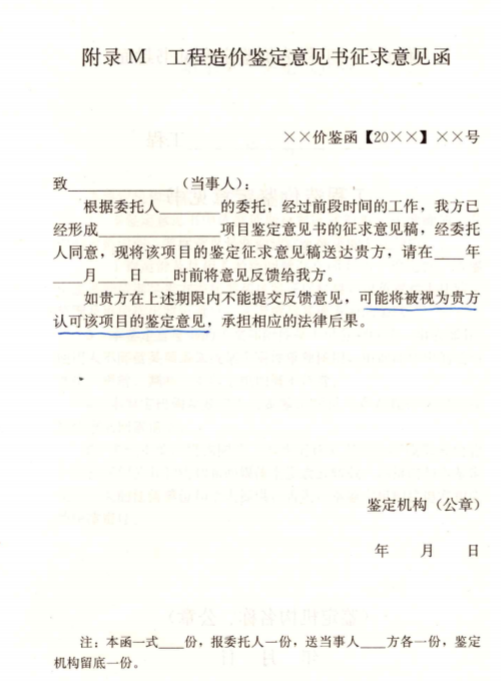 附录M 工程造价鉴定意见书征求意见函
××价鉴函【20××】××号
致__________（当事人）：
根据委托人______的委托，经过前段时间的工作，我方已
经形成____________项目鉴定意见书的征求意见稿，经委托
人同意，现将该项目的鉴定征求意见稿送达贵方，请在___年
____月____日____时前将意见反馈给我方。
如贵方在上述期限内不能提交反馈意见，可能将被视为贵方
认可该项目的鉴定意见，承担相应的法律后果。
鉴定机构（公章）
年 月 日
注：本函一式___份，报委托人一份，送当事人____方各一份，鉴定
机构留底一份。